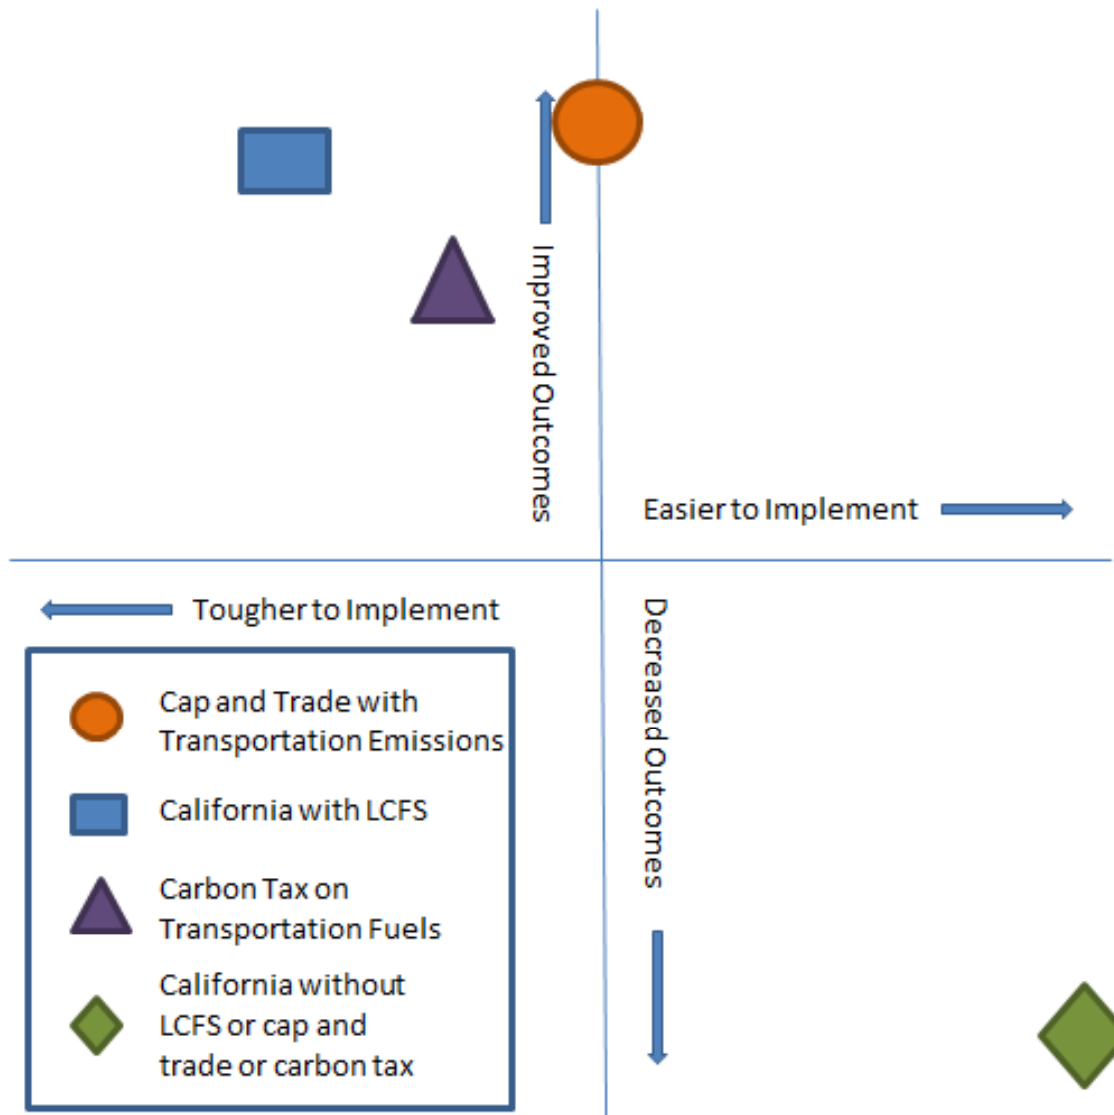 Improved Outcomes
Easier to Implement
Tougher to Implement
Decreased Outcomes
Cap and Trade with
Transportation Emissions
California with LCFS
Carbon Tax on
Transportation Fuels
California without
LCFS or cap and
trade or carbon tax